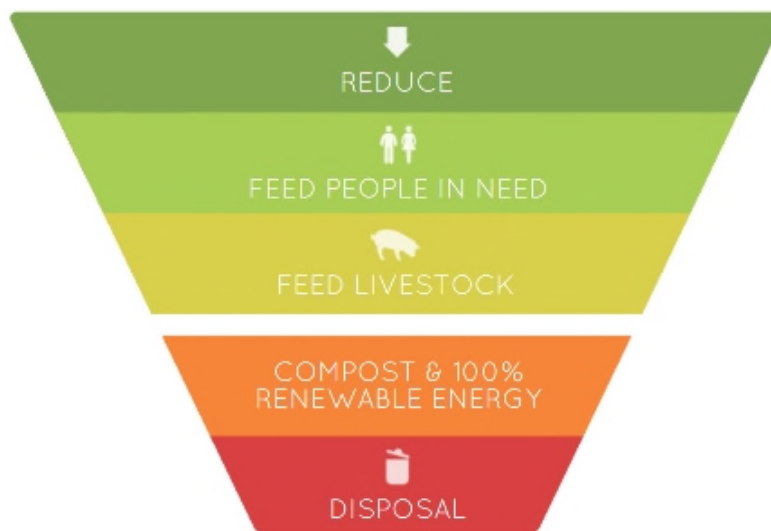 REDUCE
FEED PEOPLE IN NEED
FEED LIVESTOCK
COMPOST & 100%
RENEWABLE ENERGY
DISPOSAL